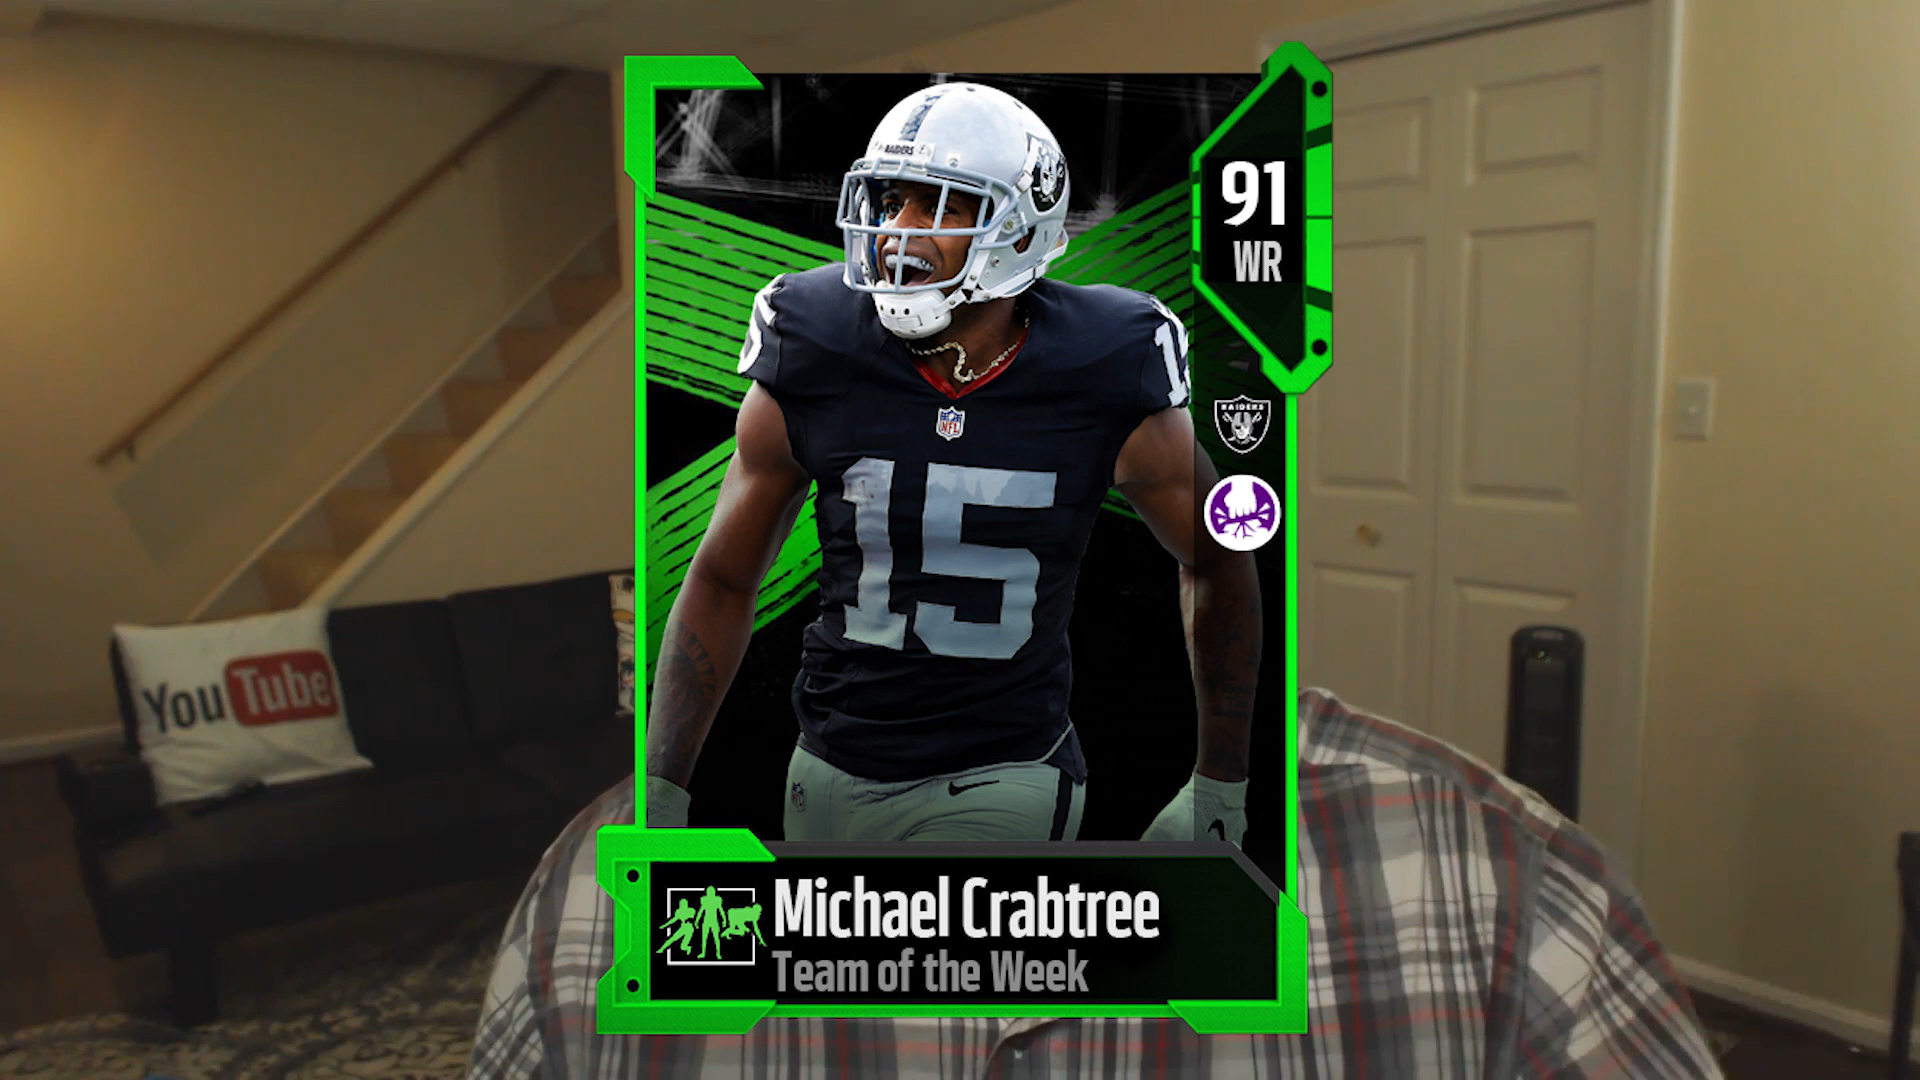 RAIDERS
91
WR
15
15
RAIDERS
NFL
15
YouTube
Michael Crabtree
Team of the Week